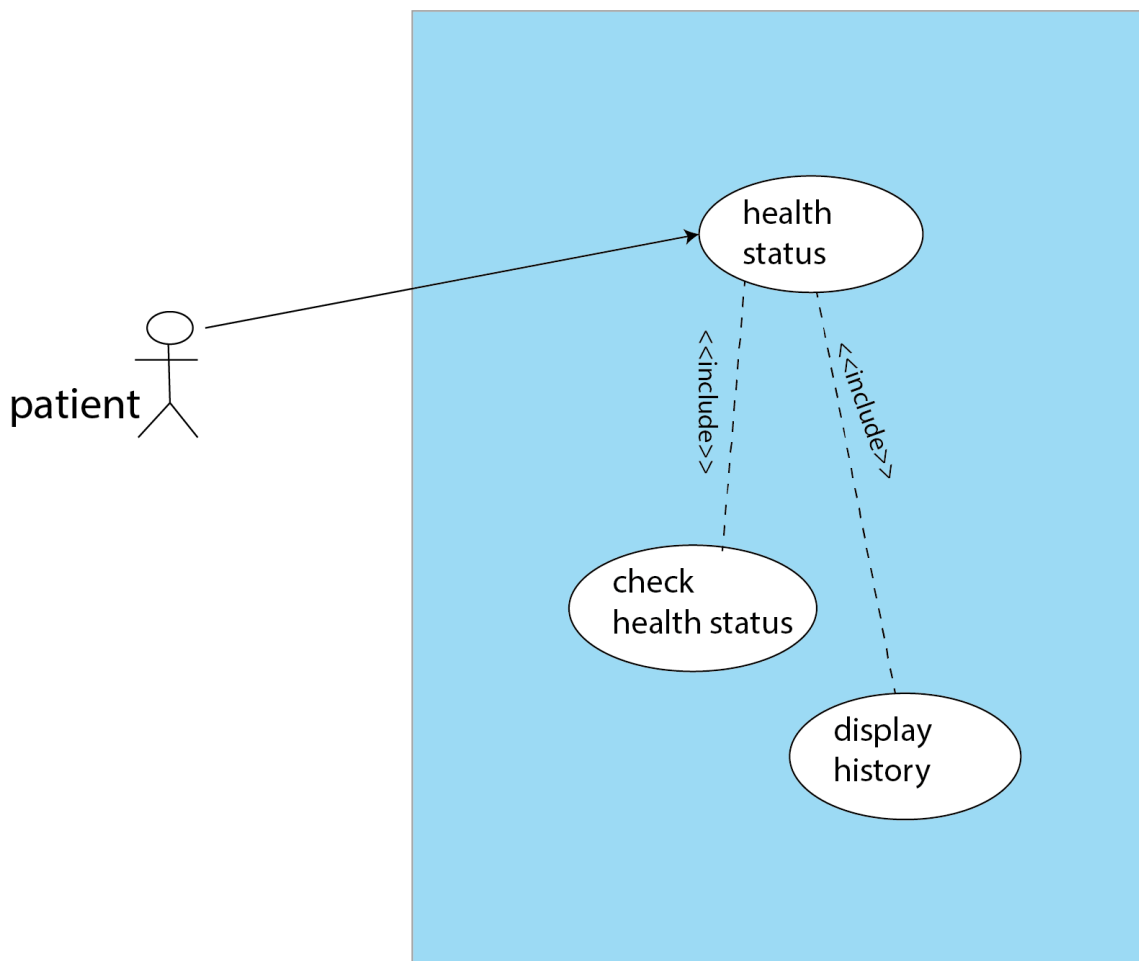 health
status
patient
<<include>>
<<include>>
check
health status
display
history